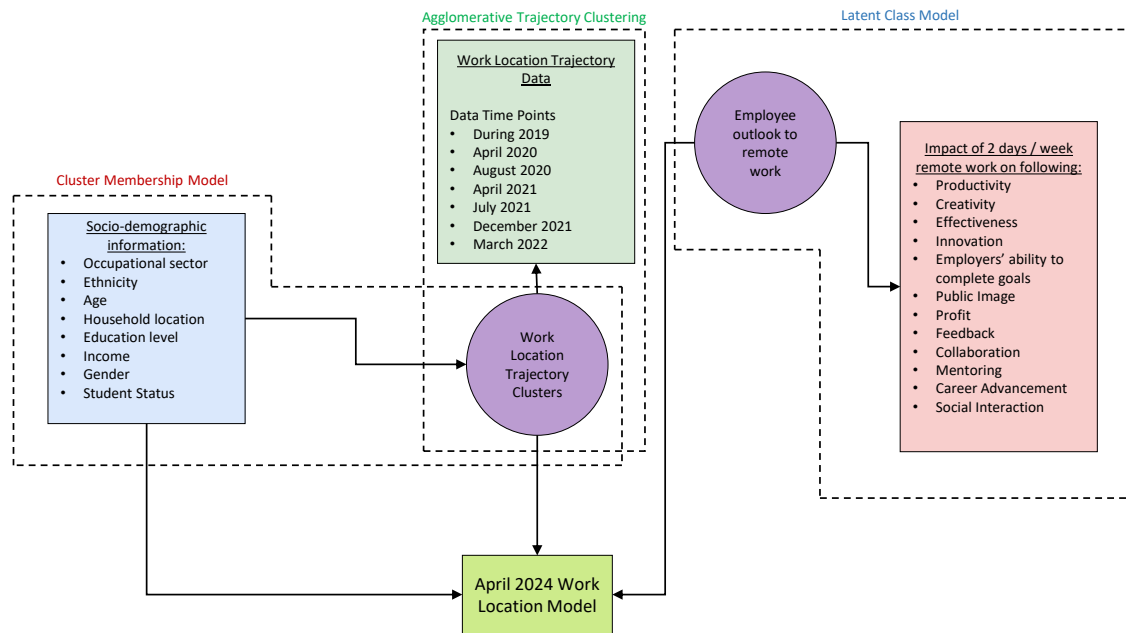 Agglomerative Trajectory Clustering
Latent Class Model
Work Location Trajectory
Data
Data Time Points
• During 2019
• April 2020
• August 2020
• April 2021
• July 2021
• December 2021
• March 2022
Employee
outlook to
remote
work
Impact of 2 days / week
remote work on following:
• Productivity
• Creativity
• Effectiveness
• Innovation
• Employers’ ability to
complete goals
• Public Image
• Profit
• Feedback
• Collaboration
• Mentoring
• Career Advancement
• Social Interaction
Cluster Membership Model
Socio-demographic
information:
• Occupational sector
• Ethnicity
• Age
• Household location
• Education level
• Income
• Gender
• Student Status
Work
Location
Trajectory
Clusters
April 2024 Work
Location Model